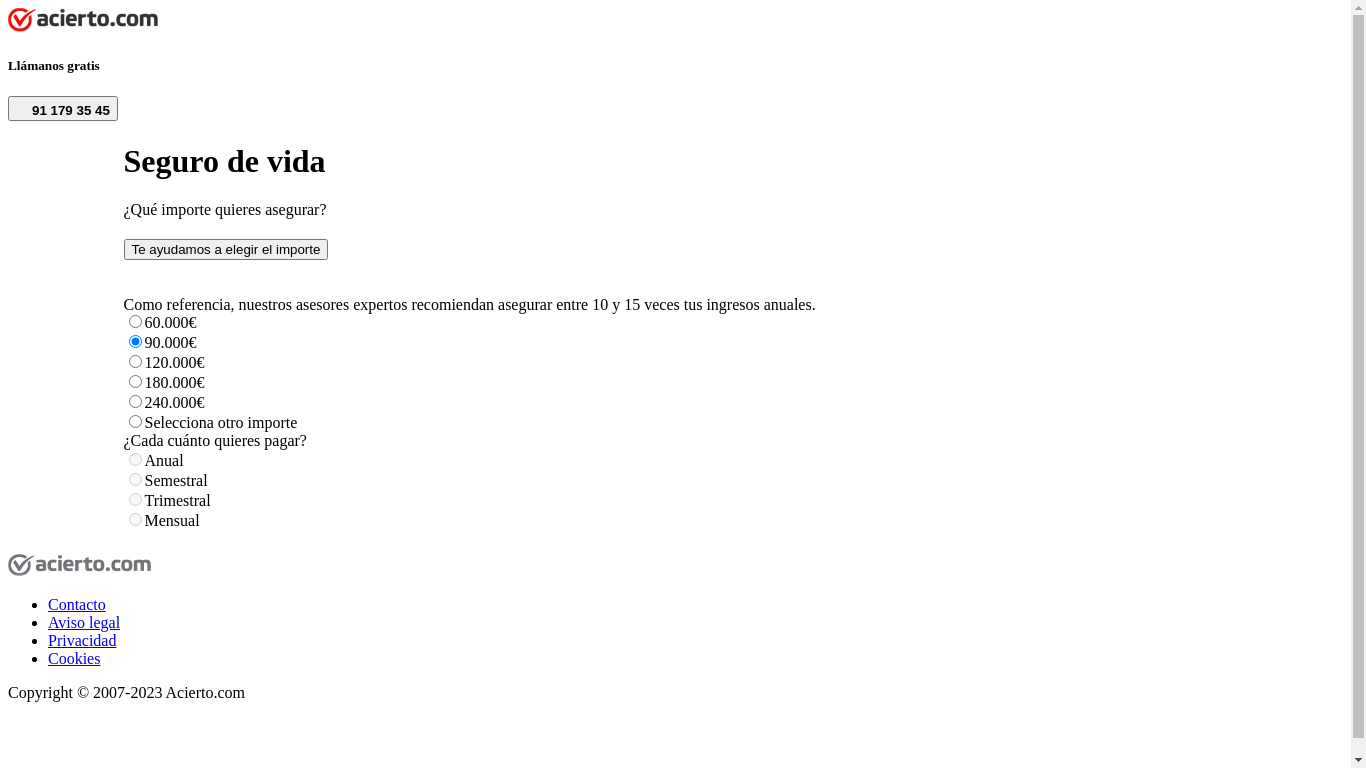 acierto.com
Llámanos gratis
91 179 35 45
Seguro de vida
¿Qué importe quieres asegurar?
Te ayudamos a elegir el importe
Como referencia, nuestros asesores expertos recomiendan asegurar entre 10 y 15 veces tus ingresos anuales.
60.000€
90.000€
120.000€
180.000€
240.000€
Selecciona otro importe
¿Cada cuánto quieres pagar?
Anual
Semestral
Trimestral
Mensual
acierto.com
Contacto
Aviso legal
Privacidad
Cookies
Copyright © 2007-2023 Acierto.com